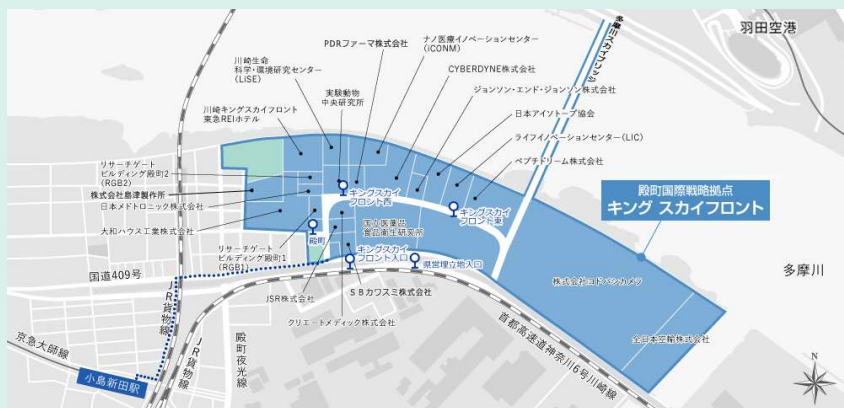 羽田空港
多摩川スカイブリッジ
ナノ医療イノベーションセンター
(iCONM)
PDRファーマ株式会社
川崎生命
科学・環境研究センター
(LiSE)
CYBERDYNE株式会社
実験動物
中央研究所
ジョンソン・エンド・ジョンソン株式会社
川崎キングスカイフロント
東急REIホテル
日本アイソトープ協会
ライフイノベーションセンター(LIC)
ペプチドリーム株式会社
リサーチゲート
ビルディング殿町2
(RGB2)
株式会社島津製作所
日本メドトロニック株式会社
大和ハウス工業株式会社
キングスカイ
フロント西
キングスカイ
フロント東
殿町国際戦略拠点
キング スカイフロント
殿町
国立医薬品
食品衛生研究所
リサーチゲート
ビルディング殿町1
(RGB1)
キングスカイ
フロント入口
県営埋立地入口
国道409号
多摩川
株式会社ヨドバシカメラ
SBカワスミ株式会社
JSR株式会社
クリエートメディック株式会社
全日本空輸株式会社
JR貨物線
JR貨物線
殿町夜光線
首都高速道神奈川6号川崎線
京急大師線
小島新田駅
N